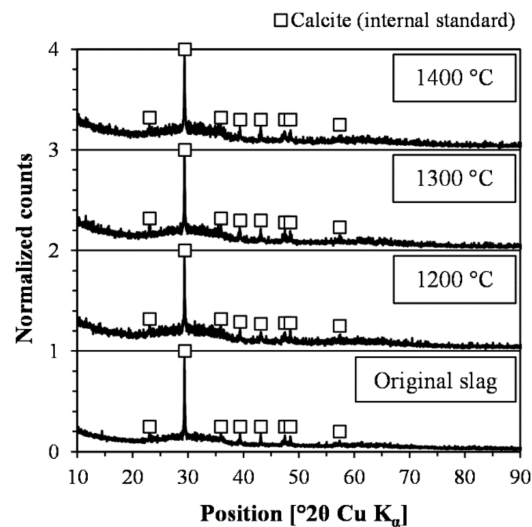 □ Calcite (internal standard)
4
1400 °C
3
1300 °C
2
1200 °C
1
Original slag
0
10 20 30 40 50 60 70 80 90
Normalized counts
Position [°2θ Cu Kα]